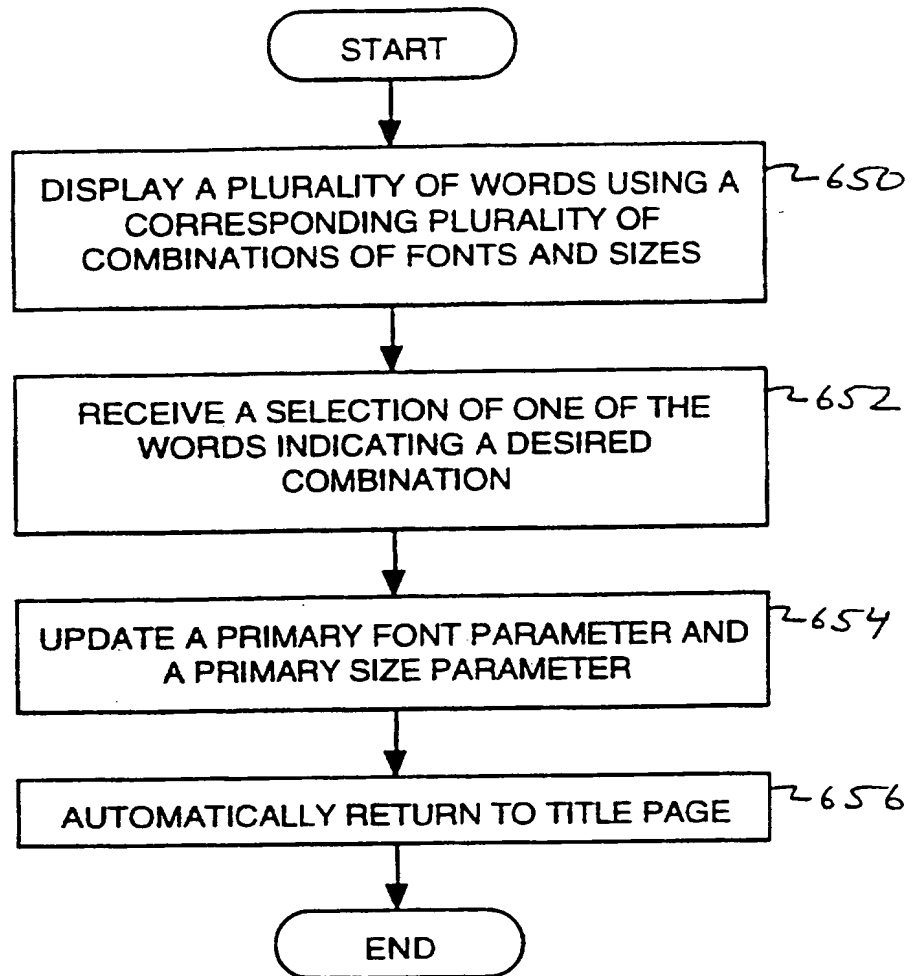 START
DISPLAY A PLURALITY OF WORDS USING A
CORRESPONDING PLURALITY OF
COMBINATIONS OF FONTS AND SIZES
650
RECEIVE A SELECTION OF ONE OF THE
WORDS INDICATING A DESIRED
COMBINATION
652
UPDATE A PRIMARY FONT PARAMETER AND
A PRIMARY SIZE PARAMETER
654
AUTOMATICALLY RETURN TO TITLE PAGE
656
END